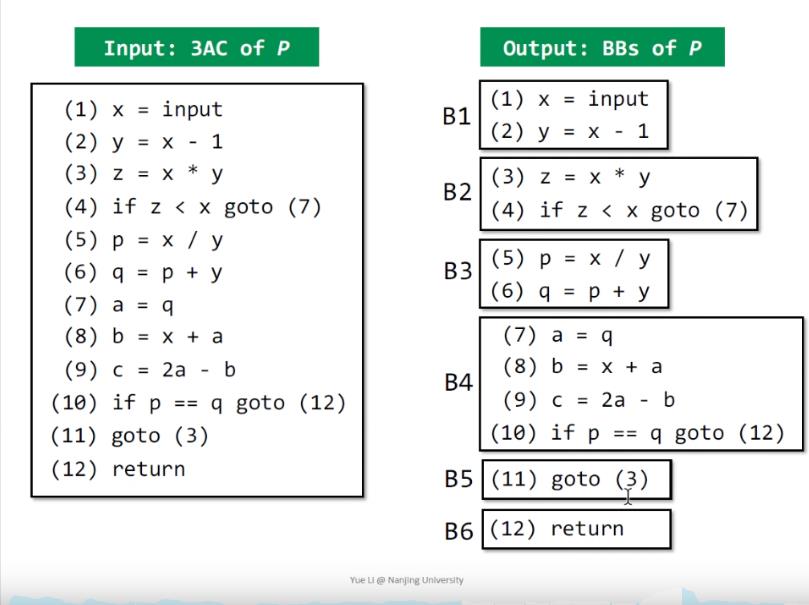 Input: 3AC of P
(1) x = input
(2) y = x - 1
(3) z = x * y
(4) if z < x goto (7)
(5) p = x / y
(6) q = p + y
(7) a = q
(8) b = x + a
(9) c = 2a - b
(10) if p == q goto (12)
(11) goto (3)
(12) return
Output: BBs of P
B1
(1) x = input
(2) y = x - 1
B2
(3) z = x * y
(4) if z < x goto (7)
B3
(5) p = x / y
(6) q = p + y
B4
(7) a = q
(8) b = x + a
(9) c = 2a - b
(10) if p == q goto (12)
B5
(11) goto (3)
B6
(12) return
Yue Li @ Nanjing University